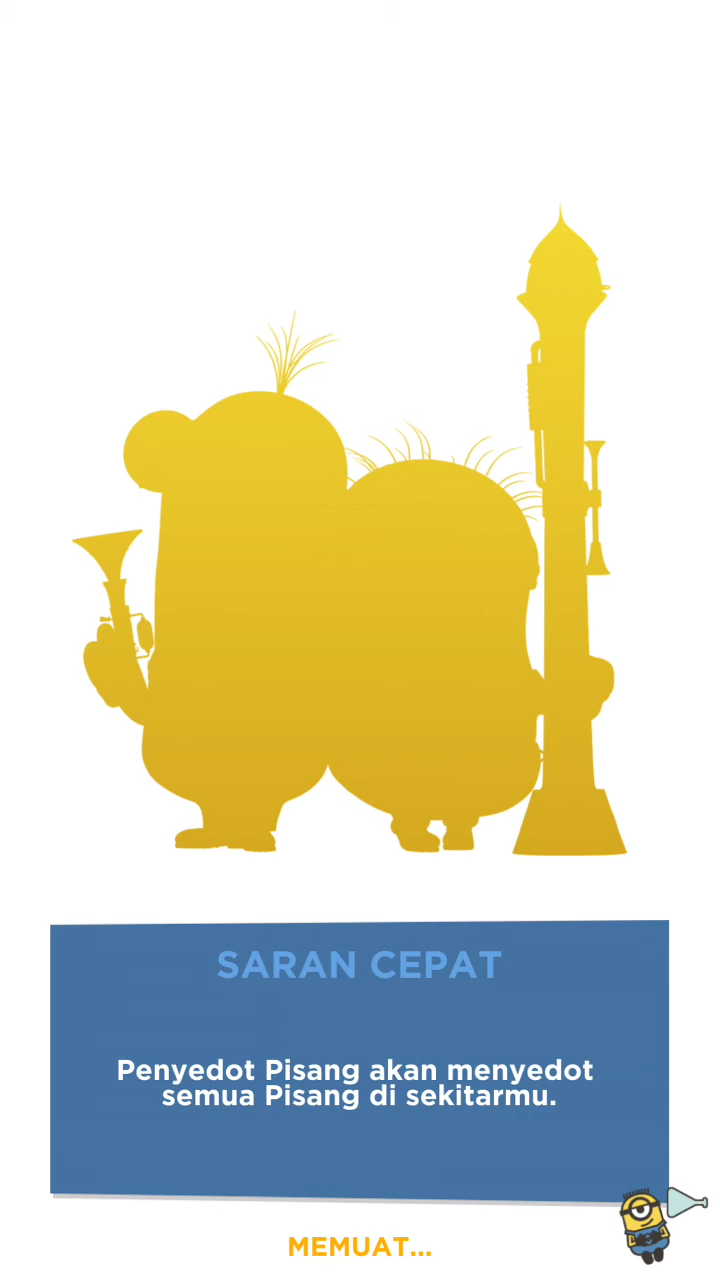 SARAN CEPAT
Penyedot Pisang akan menyedot
semua Pisang di sekitarmu.
MEMUAT...